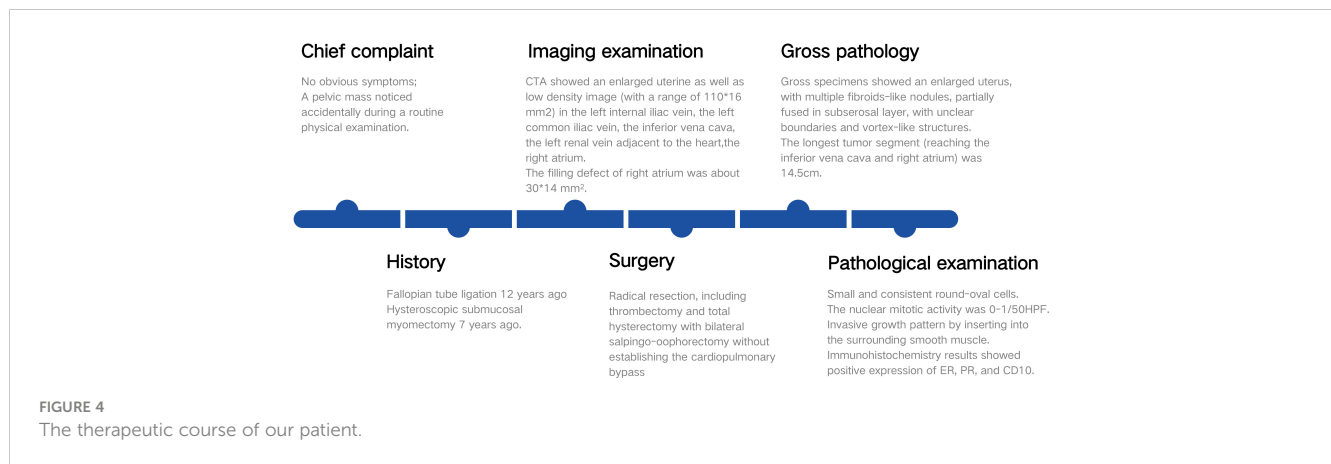 Chief complaint
No obvious symptoms;
A pelvic mass noticed
accidentally during a routine
physical examination.
Imaging examination
CTA showed an enlarged uterine as well as
low density image (with a range of 110*16
mm2) in the left internal iliac vein, the left
common iliac vein, the inferior vena cava,
the left renal vein adjacent to the heart,the
right atrium.
The filling defect of right atrium was about
30*14 mm².
Gross pathology
Gross specimens showed an enlarged uterus,
with multiple fibroids-like nodules, partially
fused in subserosal layer, with unclear
boundaries and vortex-like structures.
The longest tumor segment (reaching the
inferior vena cava and right atrium) was
14.5cm.
History
Fallopian tube ligation 12 years ago
Hysteroscopic submucosal
myomectomy 7 years ago.
Surgery
Radical resection, including
thrombectomy and total
hysterectomy with bilateral
salpingo-oophorectomy without
establishing the cardiopulmonary
bypass
Pathological examination
Small and consistent round-oval cells.
The nuclear mitotic activity was 0-1/50HPF.
Invasive growth pattern by inserting into
the surrounding smooth muscle.
Immunohistochemistry results showed
positive expression of ER, PR, and CD10.
FIGURE 4
The therapeutic course of our patient.